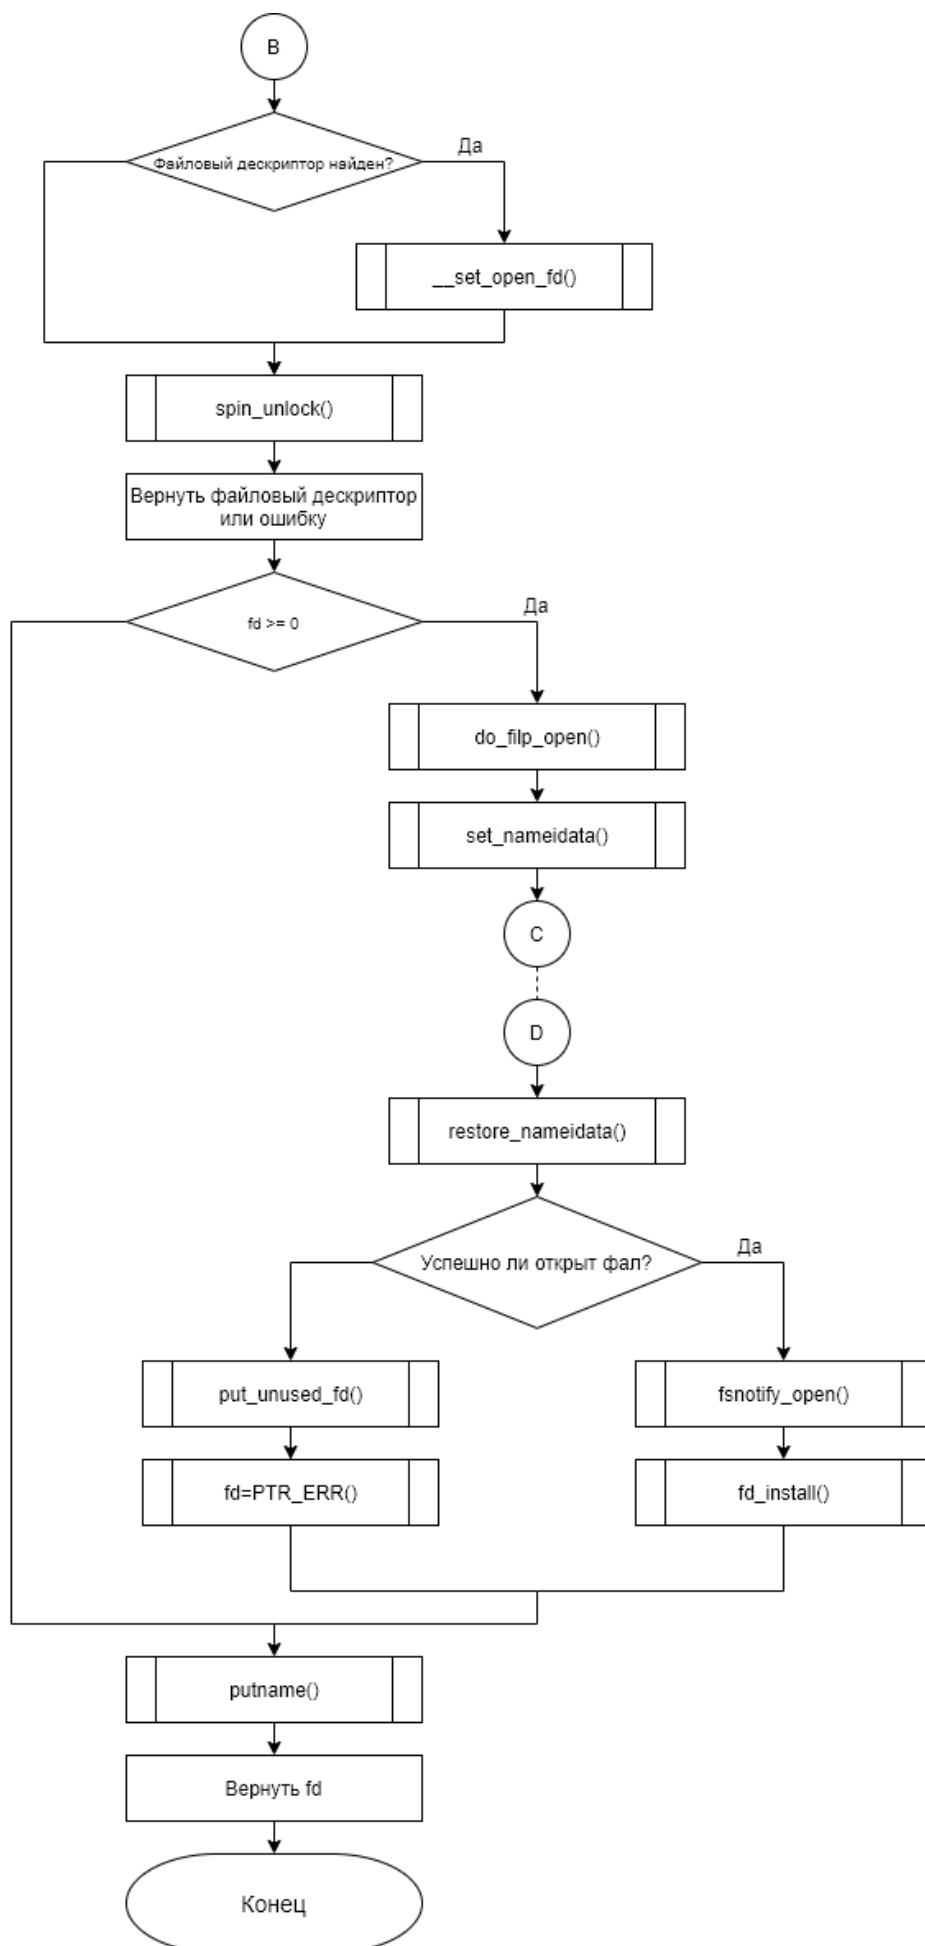 B
Файловый дескриптор найден?
Да
__set_open_fd()
spin_unlock()
Вернуть файловый дескриптор
или ошибку
fd >= 0
Да
do_filp_open()
set_nameidata()
C
D
restore_nameidata()
Успешно ли открыт фал?
Да
put_unused_fd()
fsnotify_open()
fd=PTR_ERR()
fd_install()
putname()
Вернуть fd
Конец